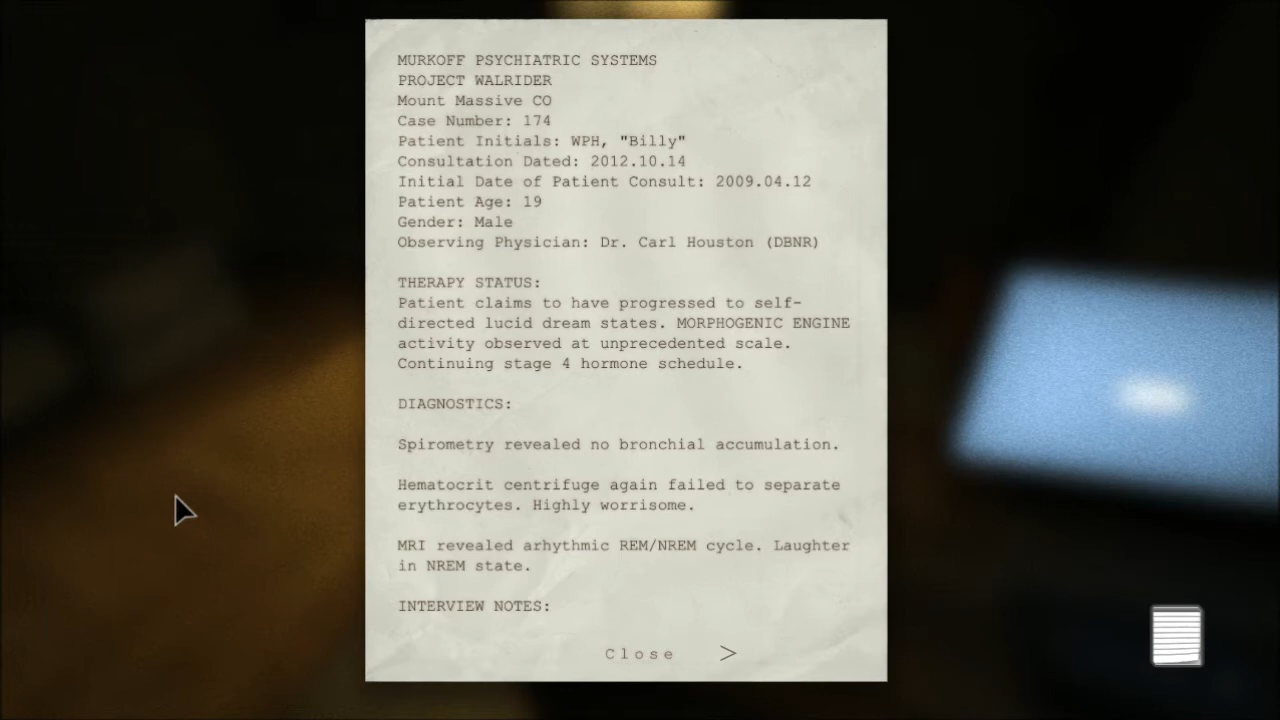 MURKOFF PSYCHIATRIC SYSTEMS
PROJECT WALRIDER
Mount Massive CO
Case Number: 174
Patient Initials: WPH, "Billy"
Consultation Dated: 2012.10.14
Initial Date of Patient Consult: 2009.04.12
Patient Age: 19
Gender: Male
Observing Physician: Dr. Carl Houston (DBNR)
THERAPY STATUS:
Patient claims to have progressed to self-
directed lucid dream states. MORPHOGENIC ENGINE
activity observed at unprecedented scale.
Continuing stage 4 hormone schedule.
DIAGNOSTICS:
Spirometry revealed no bronchial accumulation.
Hematocrit centrifuge again failed to separate
erythrocytes. Highly worrisome.
MRI revealed arhythmic REM/NREM cycle. Laughter
in NREM state.
INTERVIEW NOTES:
Close >